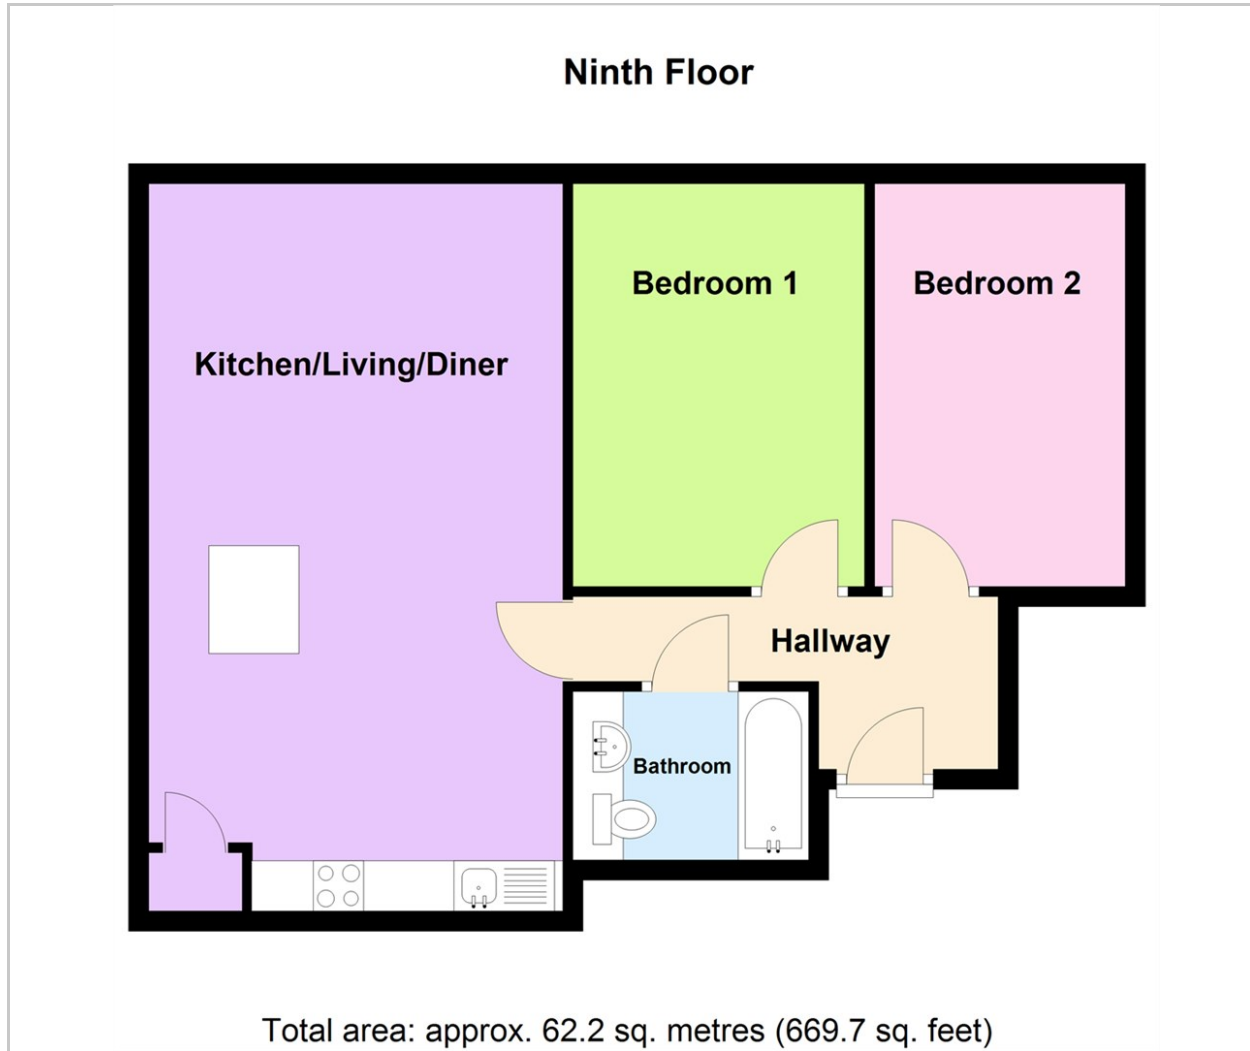 Ninth Floor
Bedroom 1
Bedroom 2
Kitchen/Living/Diner
Hallway
Bathroom
Total area: approx. 62.2 sq. metres (669.7 sq. feet)